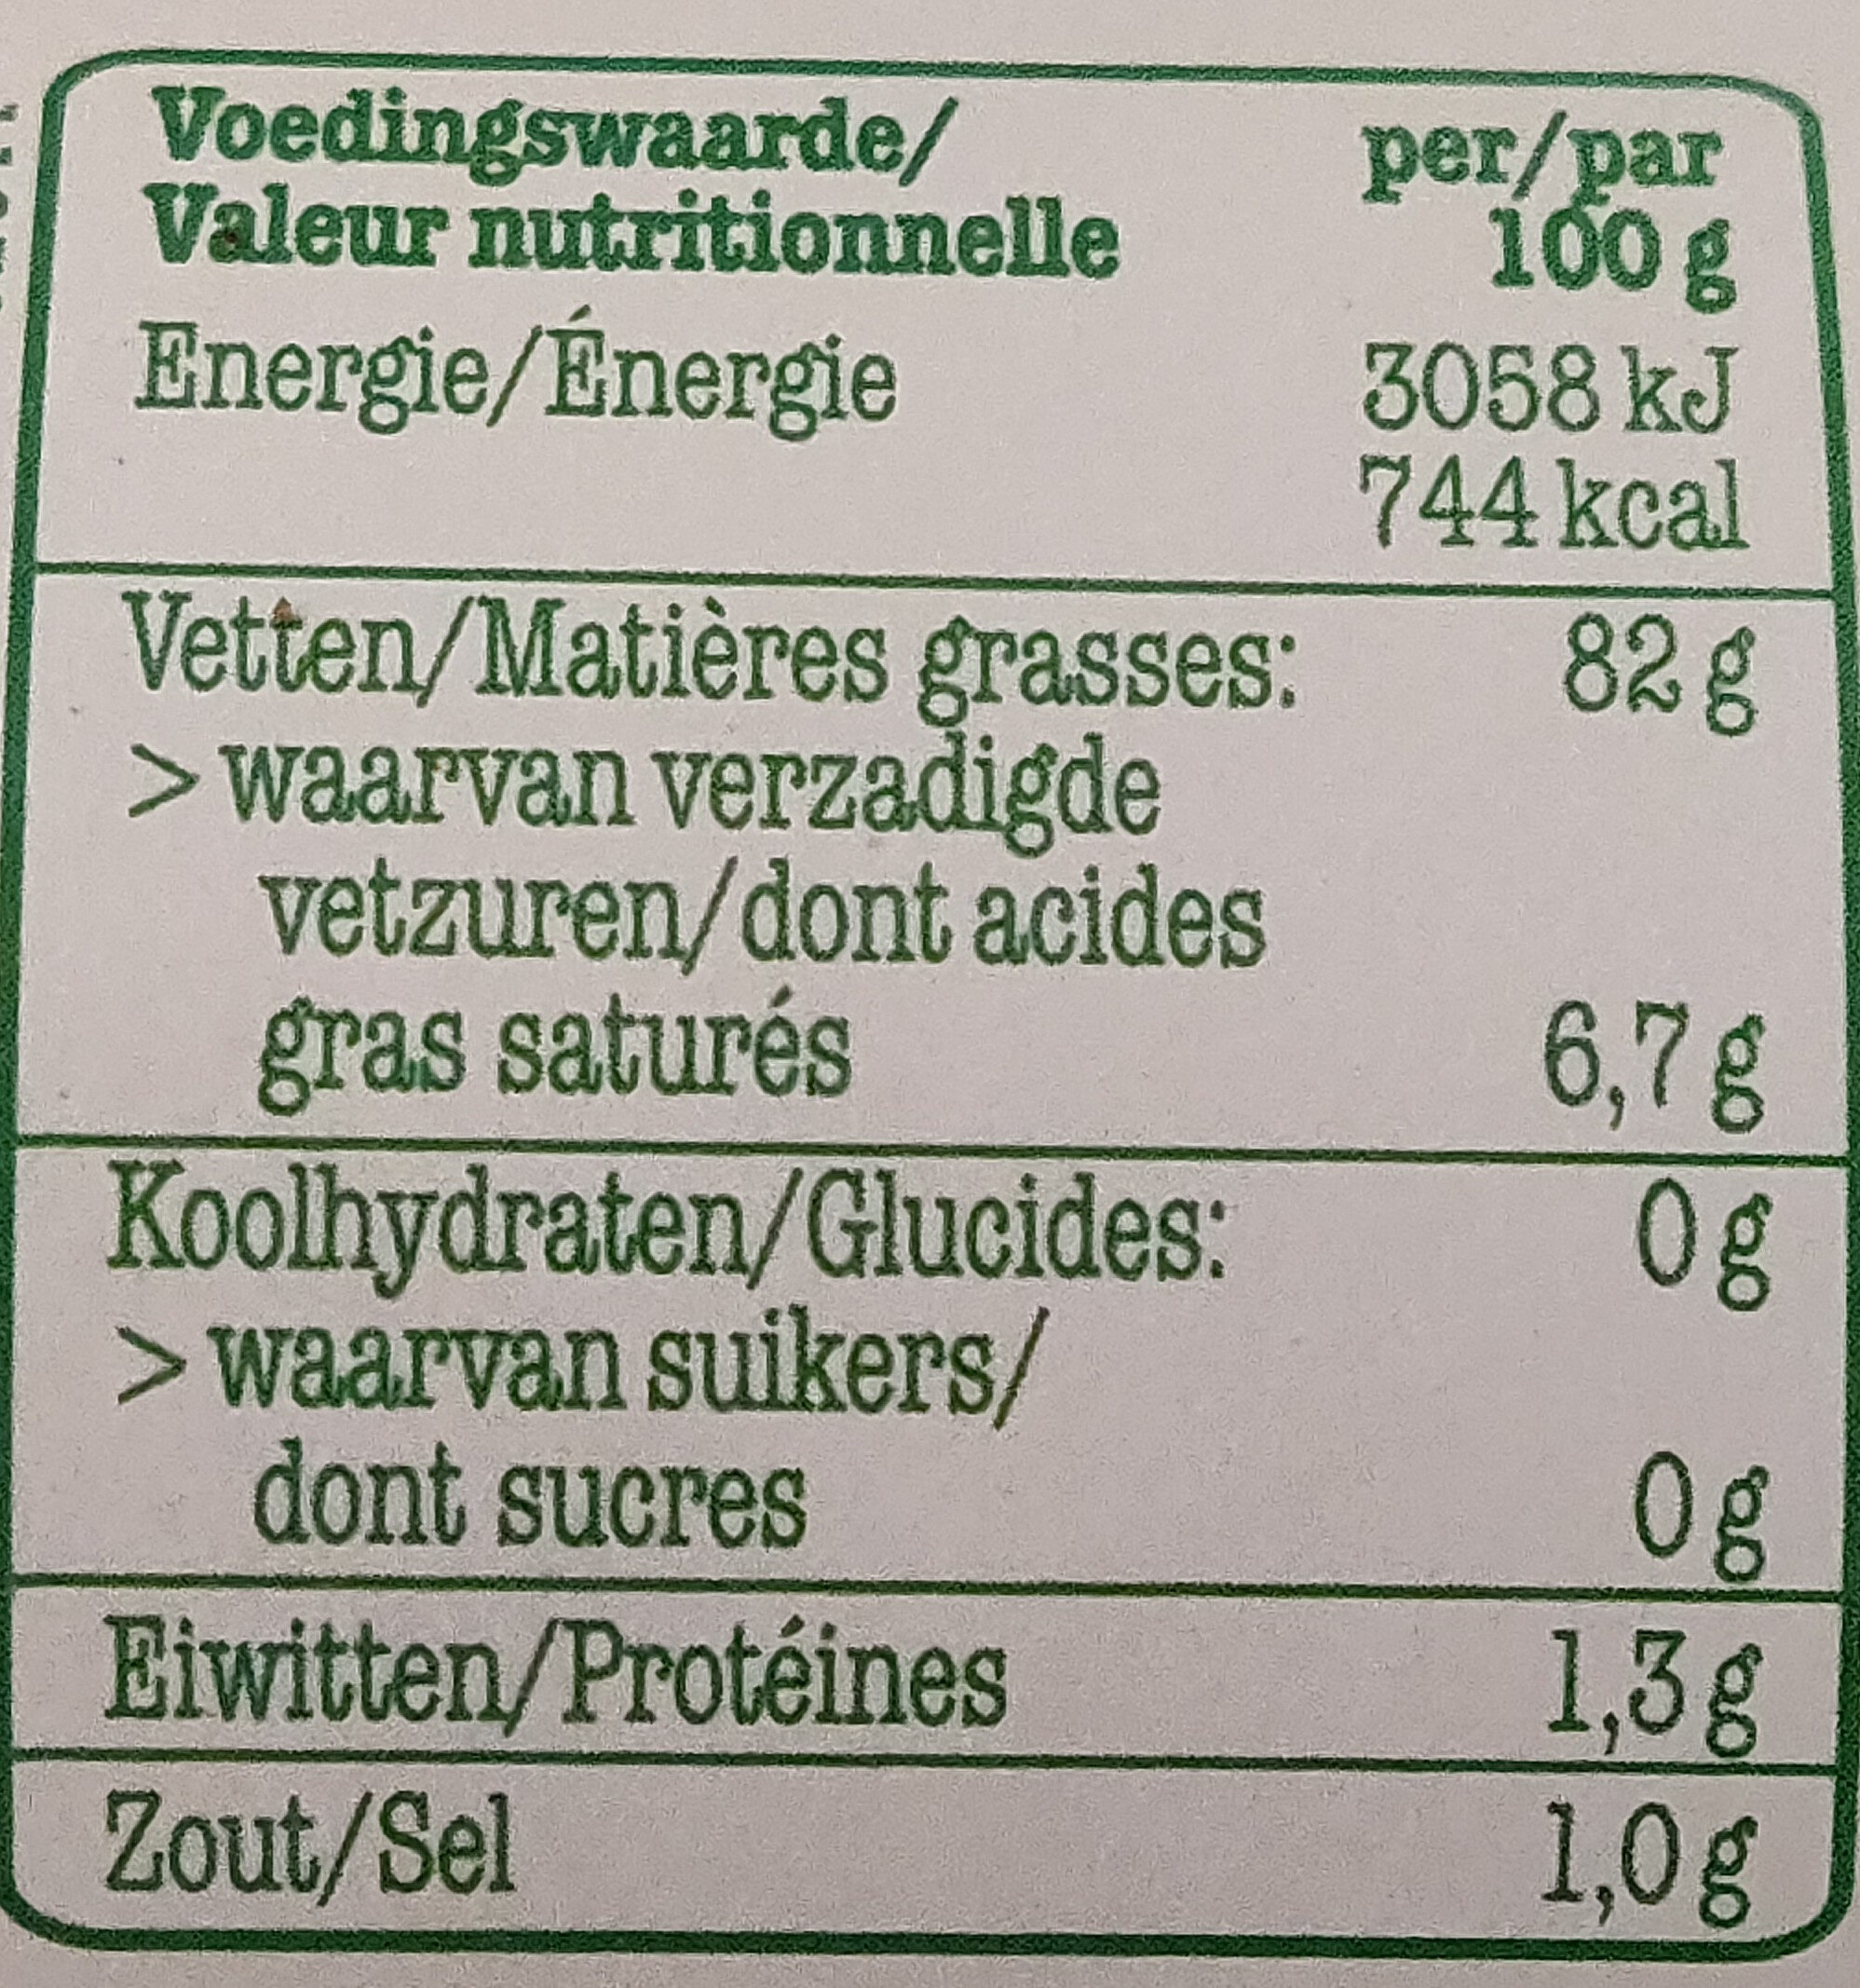 Voedingswaarde/ per/par
Valeur nutritionnelle 100 g
Energie/Énergie 3058 kJ
744 kcal
Vetten/Matières grasses: 82 g
> waarvan verzadigde
vetzuren/dont acides
gras saturés 6,7 g
Koolhydraten/Glucides: 0 g
> waarvan suikers/
dont sucres 0 g
Eiwitten/Protéines 1,3 g
Zout/Sel 1,0 g